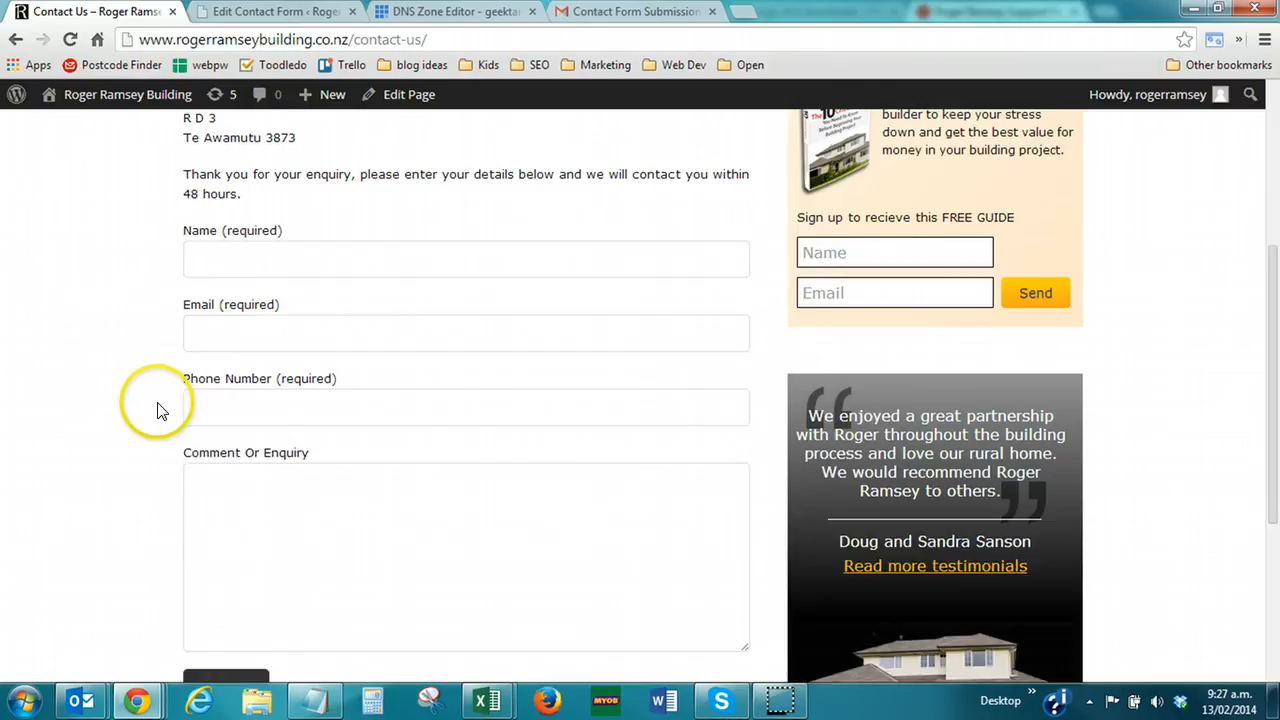 Contact Us – Roger Ramse
Edit Contact Form ‹ Roger
DNS Zone Editor - geektar
Contact Form Submission
www.rogerramseybuilding.co.nz/contact-us/
Apps Postcode Finder webpw Toodledo Trello blog ideas Kids SEO Marketing Web Dev Open Other bookmarks
Roger Ramsey Building 5 0 New Edit Page Howdy, rogerramsey
R D 3
Te Awamutu 3873
Thank you for your enquiry, please enter your details below and we will contact you within
48 hours.
Name (required)
Email (required)
Phone Number (required)
Comment Or Enquiry
builder to keep your stress
down and get the best value for
money in your building project.
Sign up to recieve this FREE GUIDE
Name
Email
Send
We enjoyed a great partnership
with Roger throughout the building
process and love our rural home.
We would recommend Roger
Ramsey to others.
Doug and Sandra Sanson
Read more testimonials
MYOB
Desktop
9:27 a.m.
13/02/2014